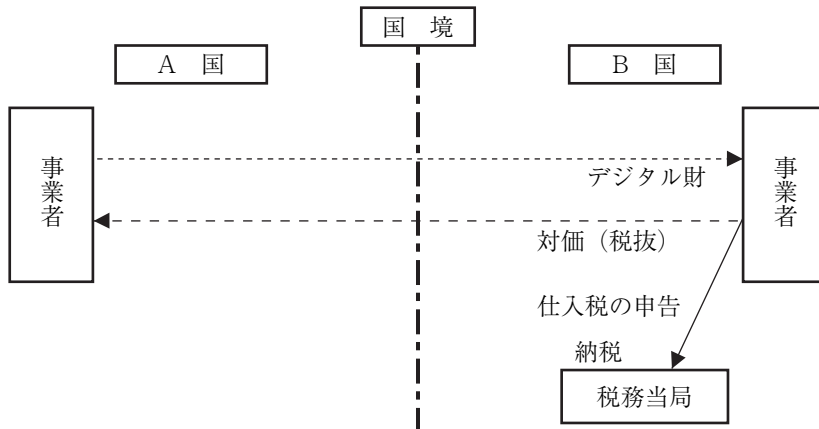 国 境
A 国
B 国
事業者
事業者
デジタル財
対価(税抜)
仕入税の申告
納税
税務当局